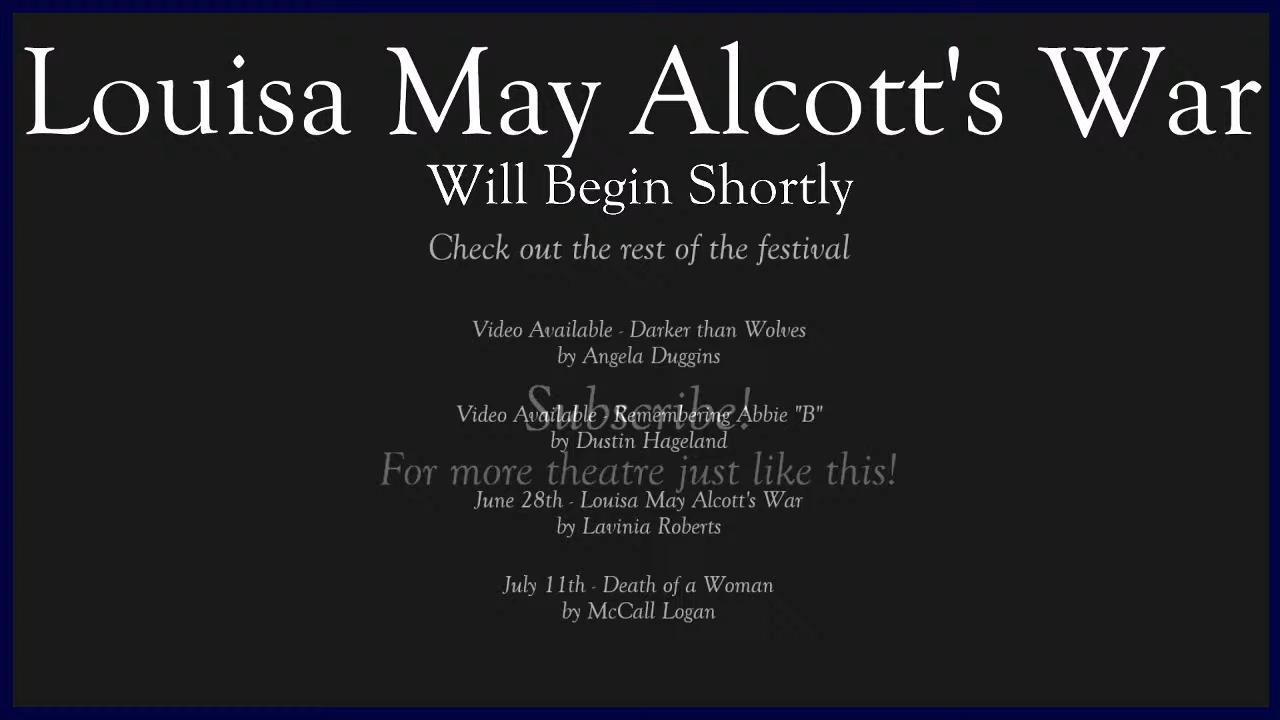 Louisa May Alcott's War
Will Begin Shortly
Check out the rest of the festival
Video Available - Darker than Wolves
by Angela Duggins
Subscribe!
Video Available - Remembering Abbie "B"
by Dustin Hageland
For more theatre just like this!
June 28th - Louisa May Alcott's War
by Lavinia Roberts
July 11th - Death of a Woman
by McCall Logan